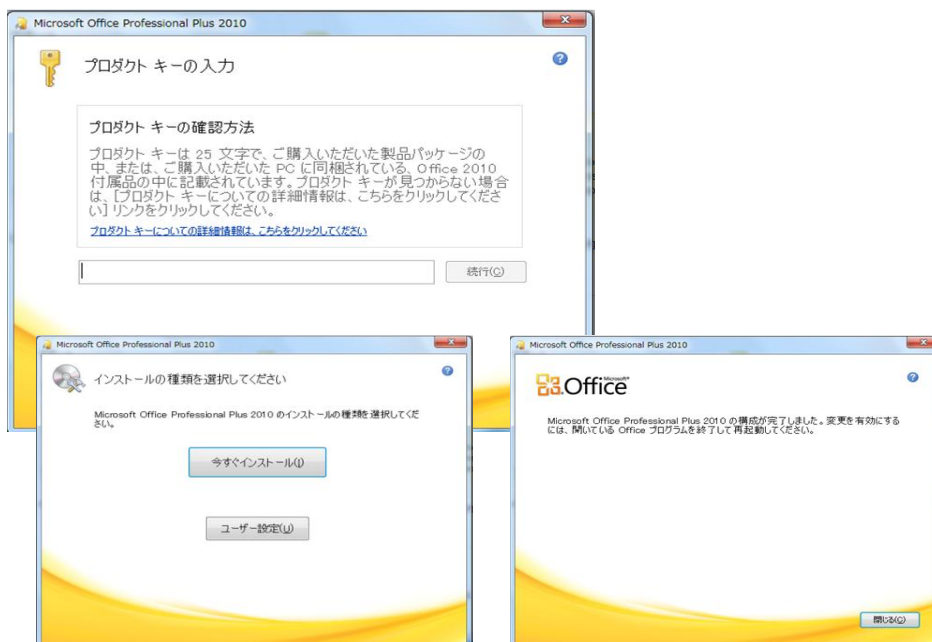 Microsoft Office Professional Plus 2010
プロダクト キーの入力
プロダクト キーの確認方法
プロダクト キーは 25 文字で、ご購入いただいた製品パッケージの
中、または、ご購入いただいた PC に同梱されている、Office 2010
付属品の中に記載されています。プロダクト キーが見つからない場合
は、[プロダクト キーについての詳細情報は、こちらをクリックしてくださ
い] リンクをクリックしてください。
プロダクト キーについての詳細情報は、こちらをクリックしてください
続行(C)
Microsoft Office Professional Plus 2010
インストールの種類を選択してください
Microsoft Office Professional Plus 2010 のインストールの種類を選択してくだ
さい。
今すぐインストール(I)
ユーザー設定(U)
Microsoft Office Professional Plus 2010
Microsoft
Office
Microsoft Office Professional Plus 2010 の構成が完了しました。変更を有効にする
には、開いている Office プログラムを終了して再起動してください。
閉じる(C)